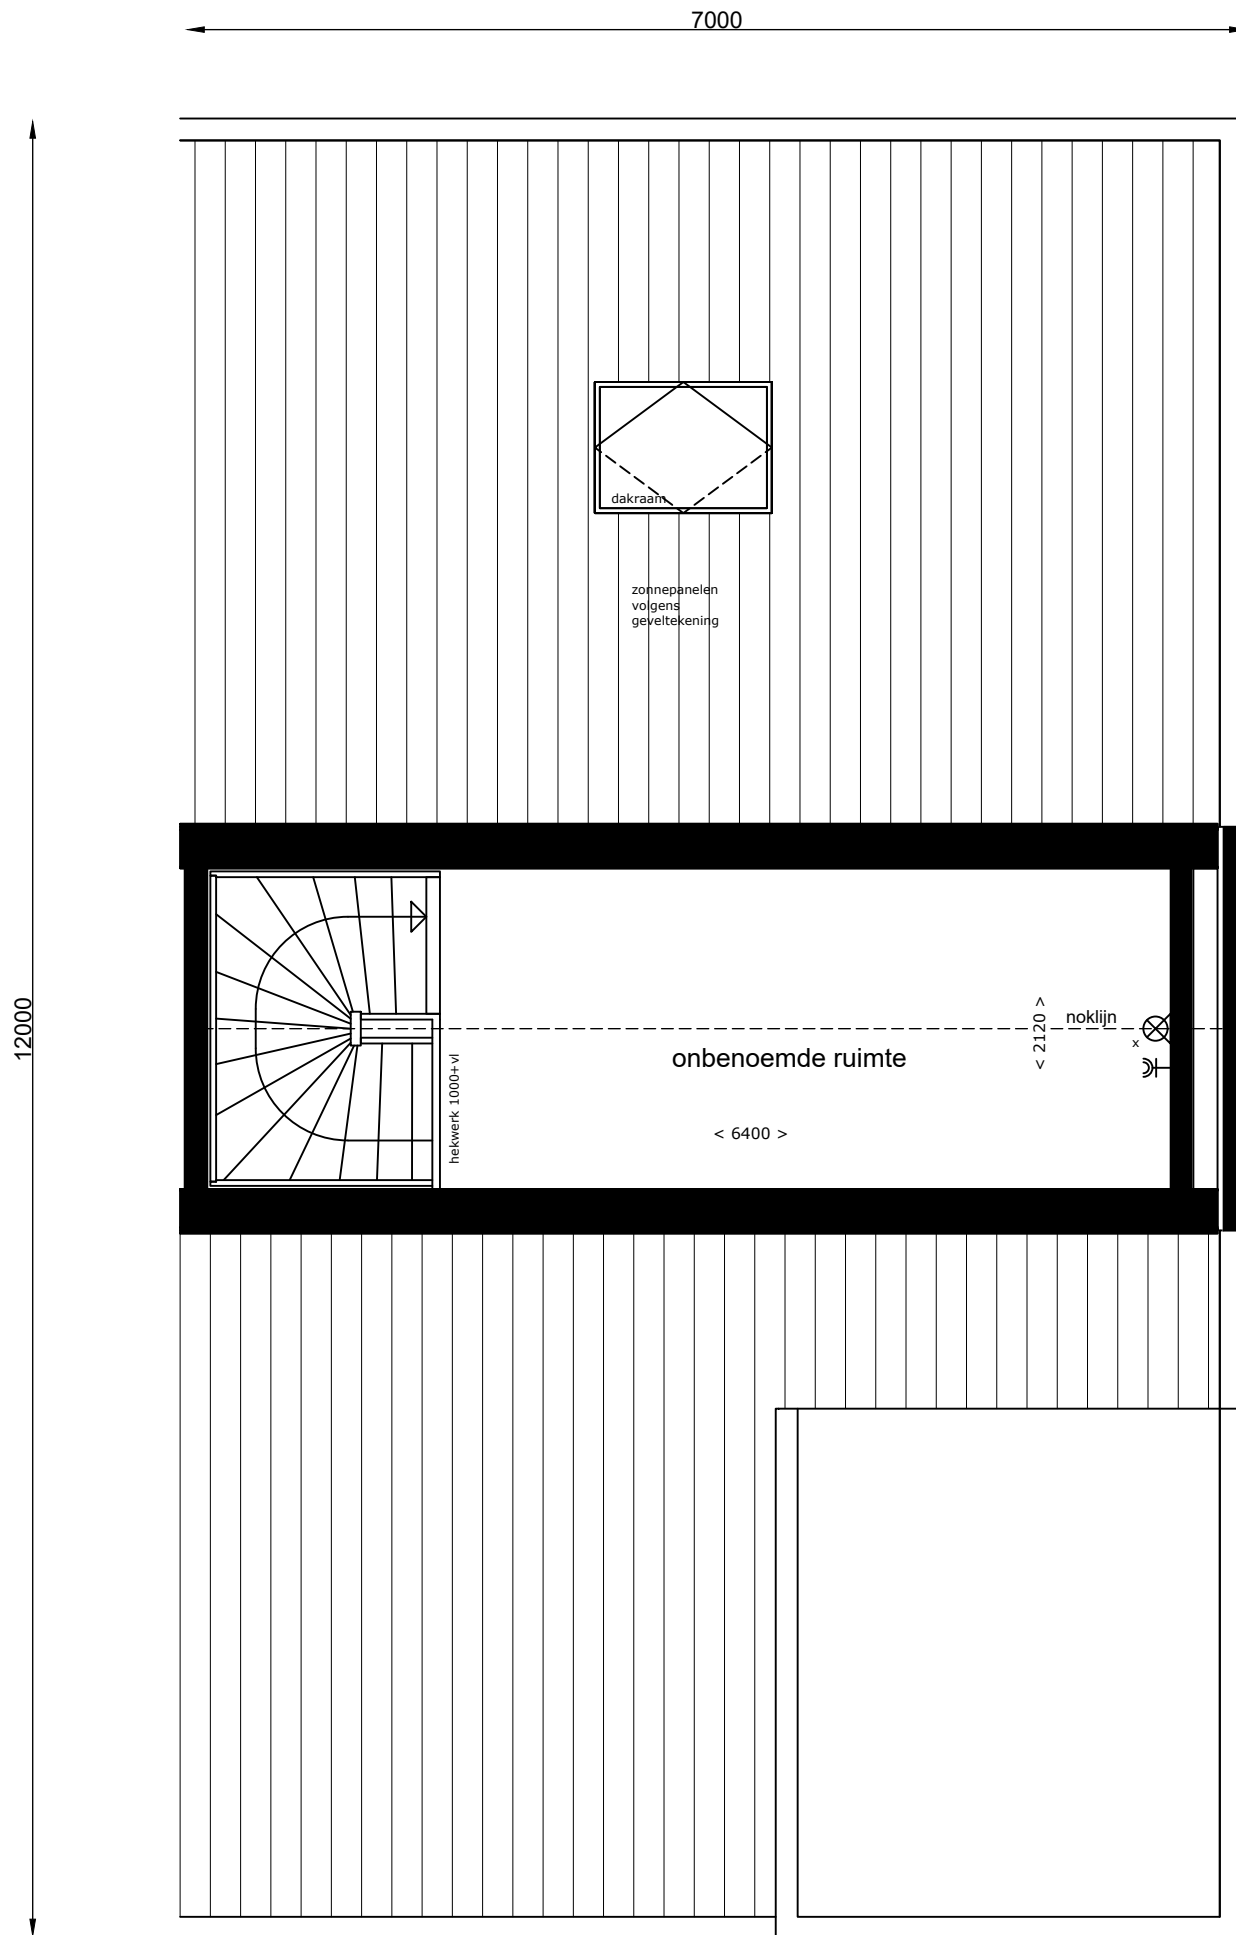 7000
dakraam
zonnepanelen
volgens
geveltekening
12000
< 2120 >
noklijn
x
onbenoemde ruimte
hekwerk 1000+vl
< 6400 >